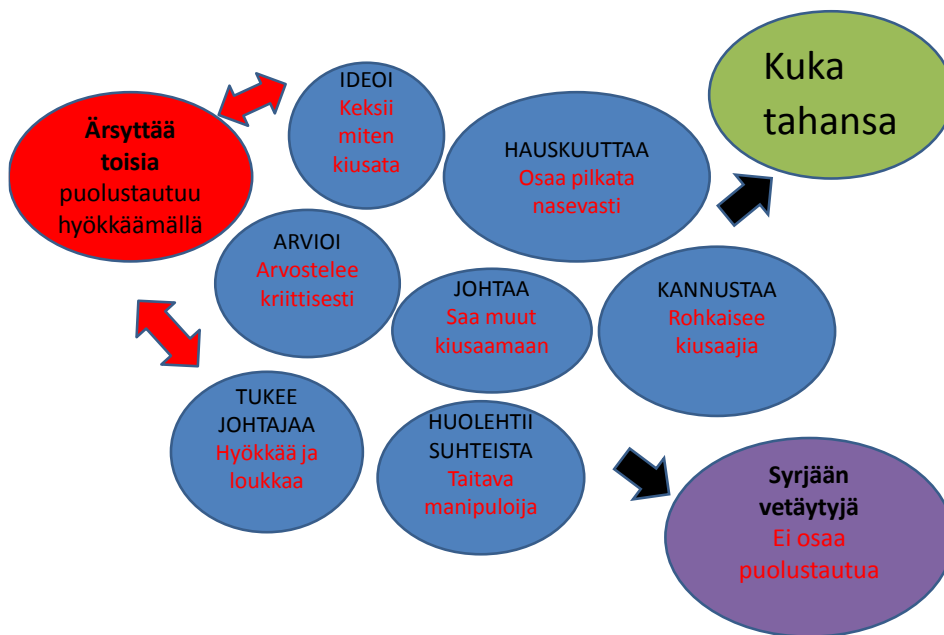 Kuka
tahansa
IDEOI
Keksii
miten
kiusata
Ärsyttää
toisia
puolustautuu
hyökkäämällä
HAUSKUUTTAA
Osaa pilkata
nasevasti
ARVIOI
Arvostelee
kriittisesti
JOHTAA
Saa muut
kiusaamaan
KANNUSTAA
Rohkaisee
kiusaajia
TUKEE
JOHTAJAA
Hyökkää ja
loukkaa
HUOLEHTII
SUHTEISTA
Taitava
manipuloija
Syrjään
vetäytyjä
Ei osaa
puolustautua